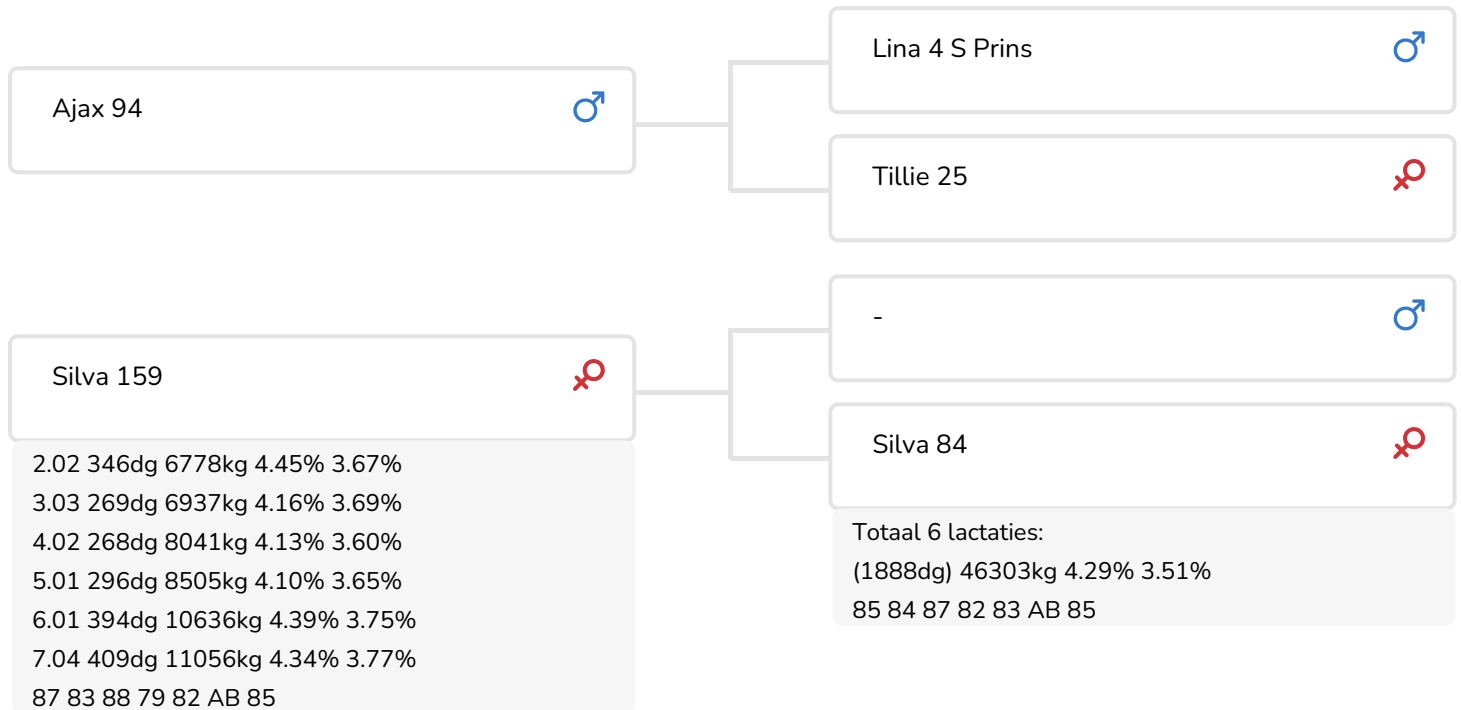 Ajax 94
Lina 4 S Prins
Tillie 25
Silva 159
2.02 346dg 6778kg 4.45% 3.67%
3.03 269dg 6937kg 4.16% 3.69%
4.02 268dg 8041kg 4.13% 3.60%
5.01 296dg 8505kg 4.10% 3.65%
6.01 394dg 10636kg 4.39% 3.75%
7.04 409dg 11056kg 4.34% 3.77%
87 83 88 79 82 AB 85
-
Silva 84
Totaal 6 lactaties:
(1888dg) 46303kg 4.29% 3.51%
85 84 87 82 83 AB 85